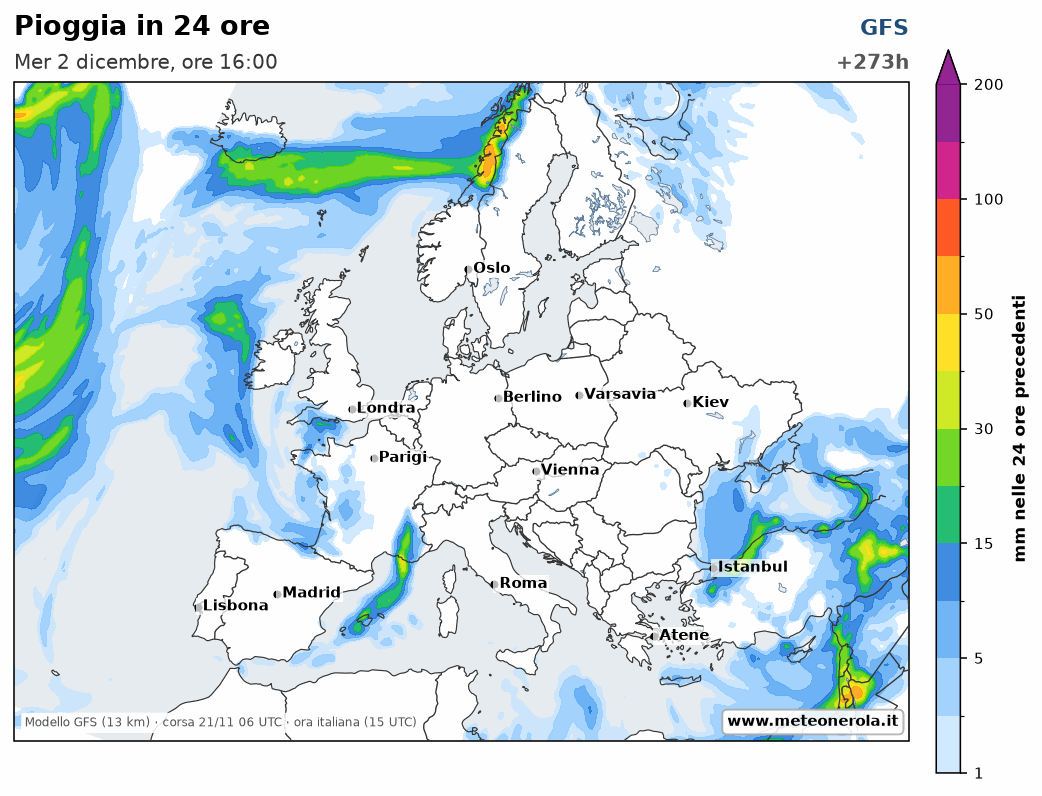 Pioggia in 24 ore
GFS
Mer 2 dicembre, ore 16:00
+273h
200
100
50
30
15
5
1
mm nelle 24 ore precedenti
Oslo
Berlino
Varsavia
Kiev
Londra
Parigi
Vienna
Istanbul
Roma
Madrid
Lisbona
Atene
Modello GFS (13 km) · corsa 21/11 06 UTC · ora italiana (15 UTC)
www.meteonerola.it